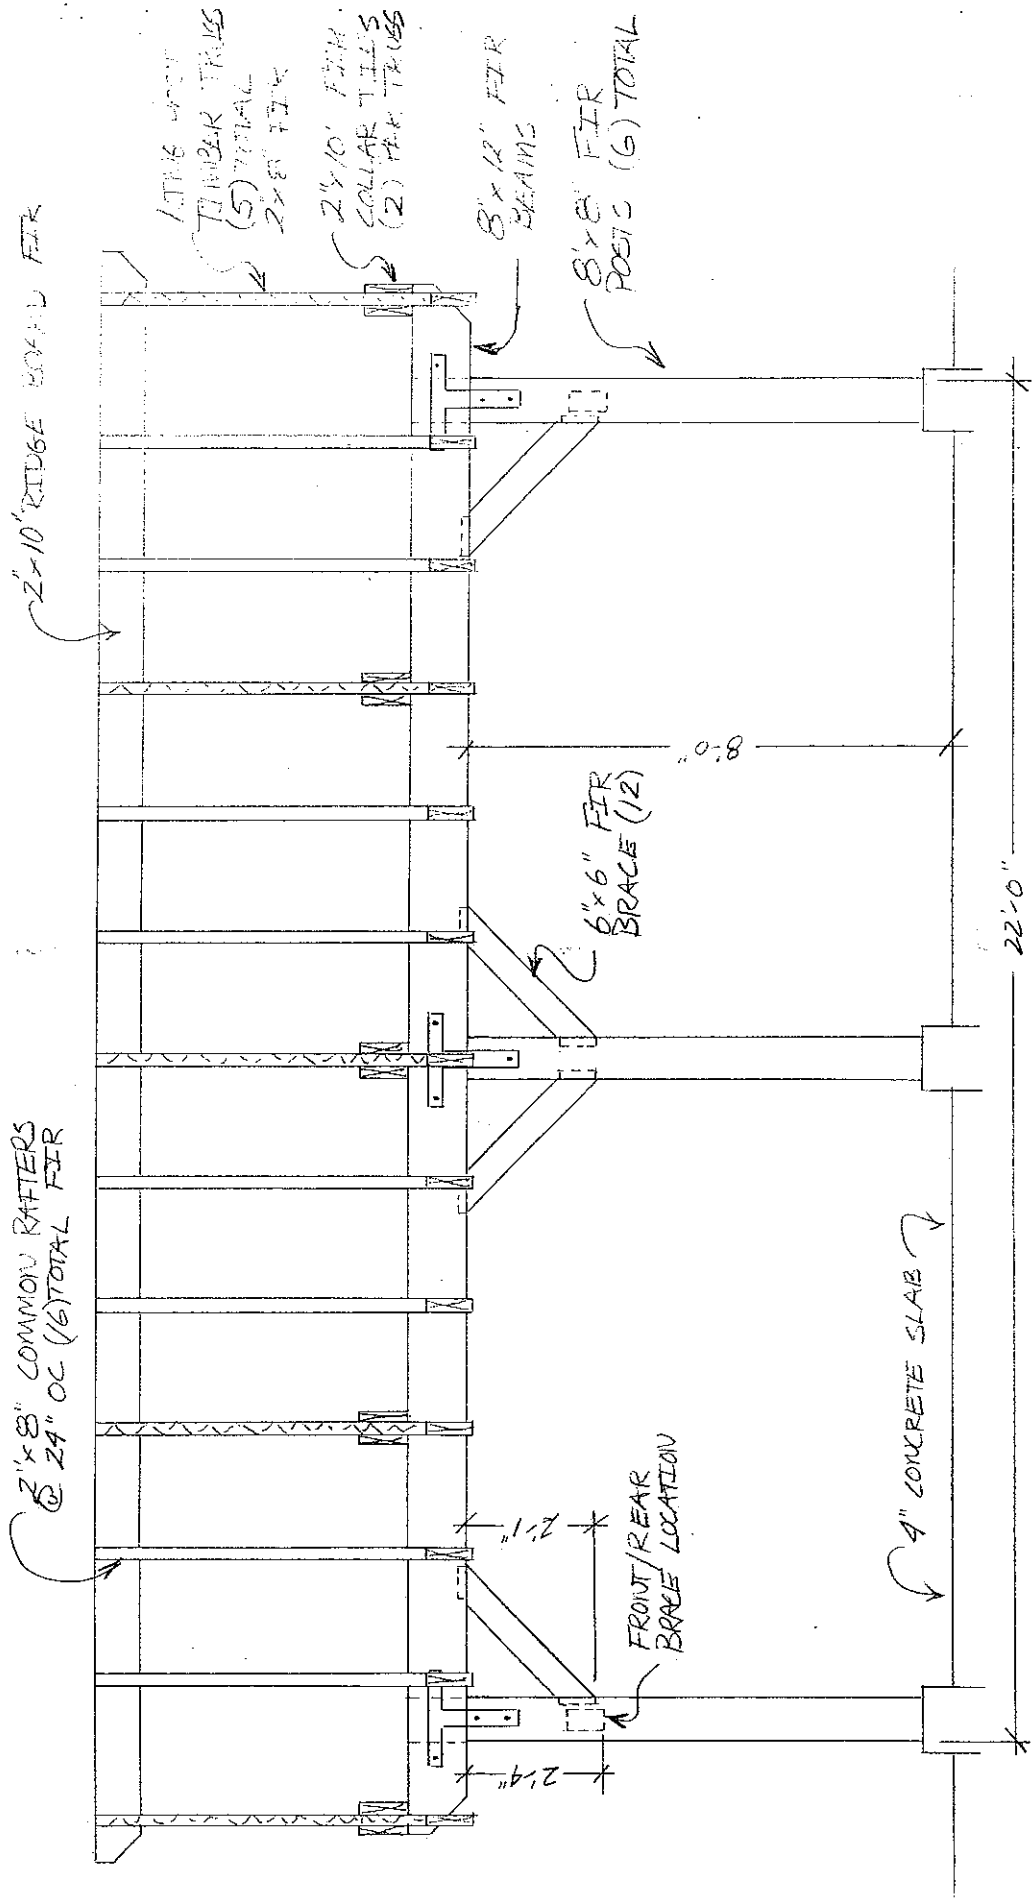 2"x8" COMMON RAFTERS
@ 24" OC (16) TOTAL FIR
2"x10" RIDGE BOARD FIR
TIMBER TRUSS
(5) TOTAL
2x8" FIR
2"x10" FIR
COLLAR TIES
(2) PER TRUSS
8"x12" FIR
BEAMS
8"x8" FIR
POSTS (6) TOTAL
6"x6" FIR
BRACE (12)
8'-0"
2'-1"
2'-4"
FRONT/REAR
BRACE LOCATION
4" CONCRETE SLAB
22'-0"